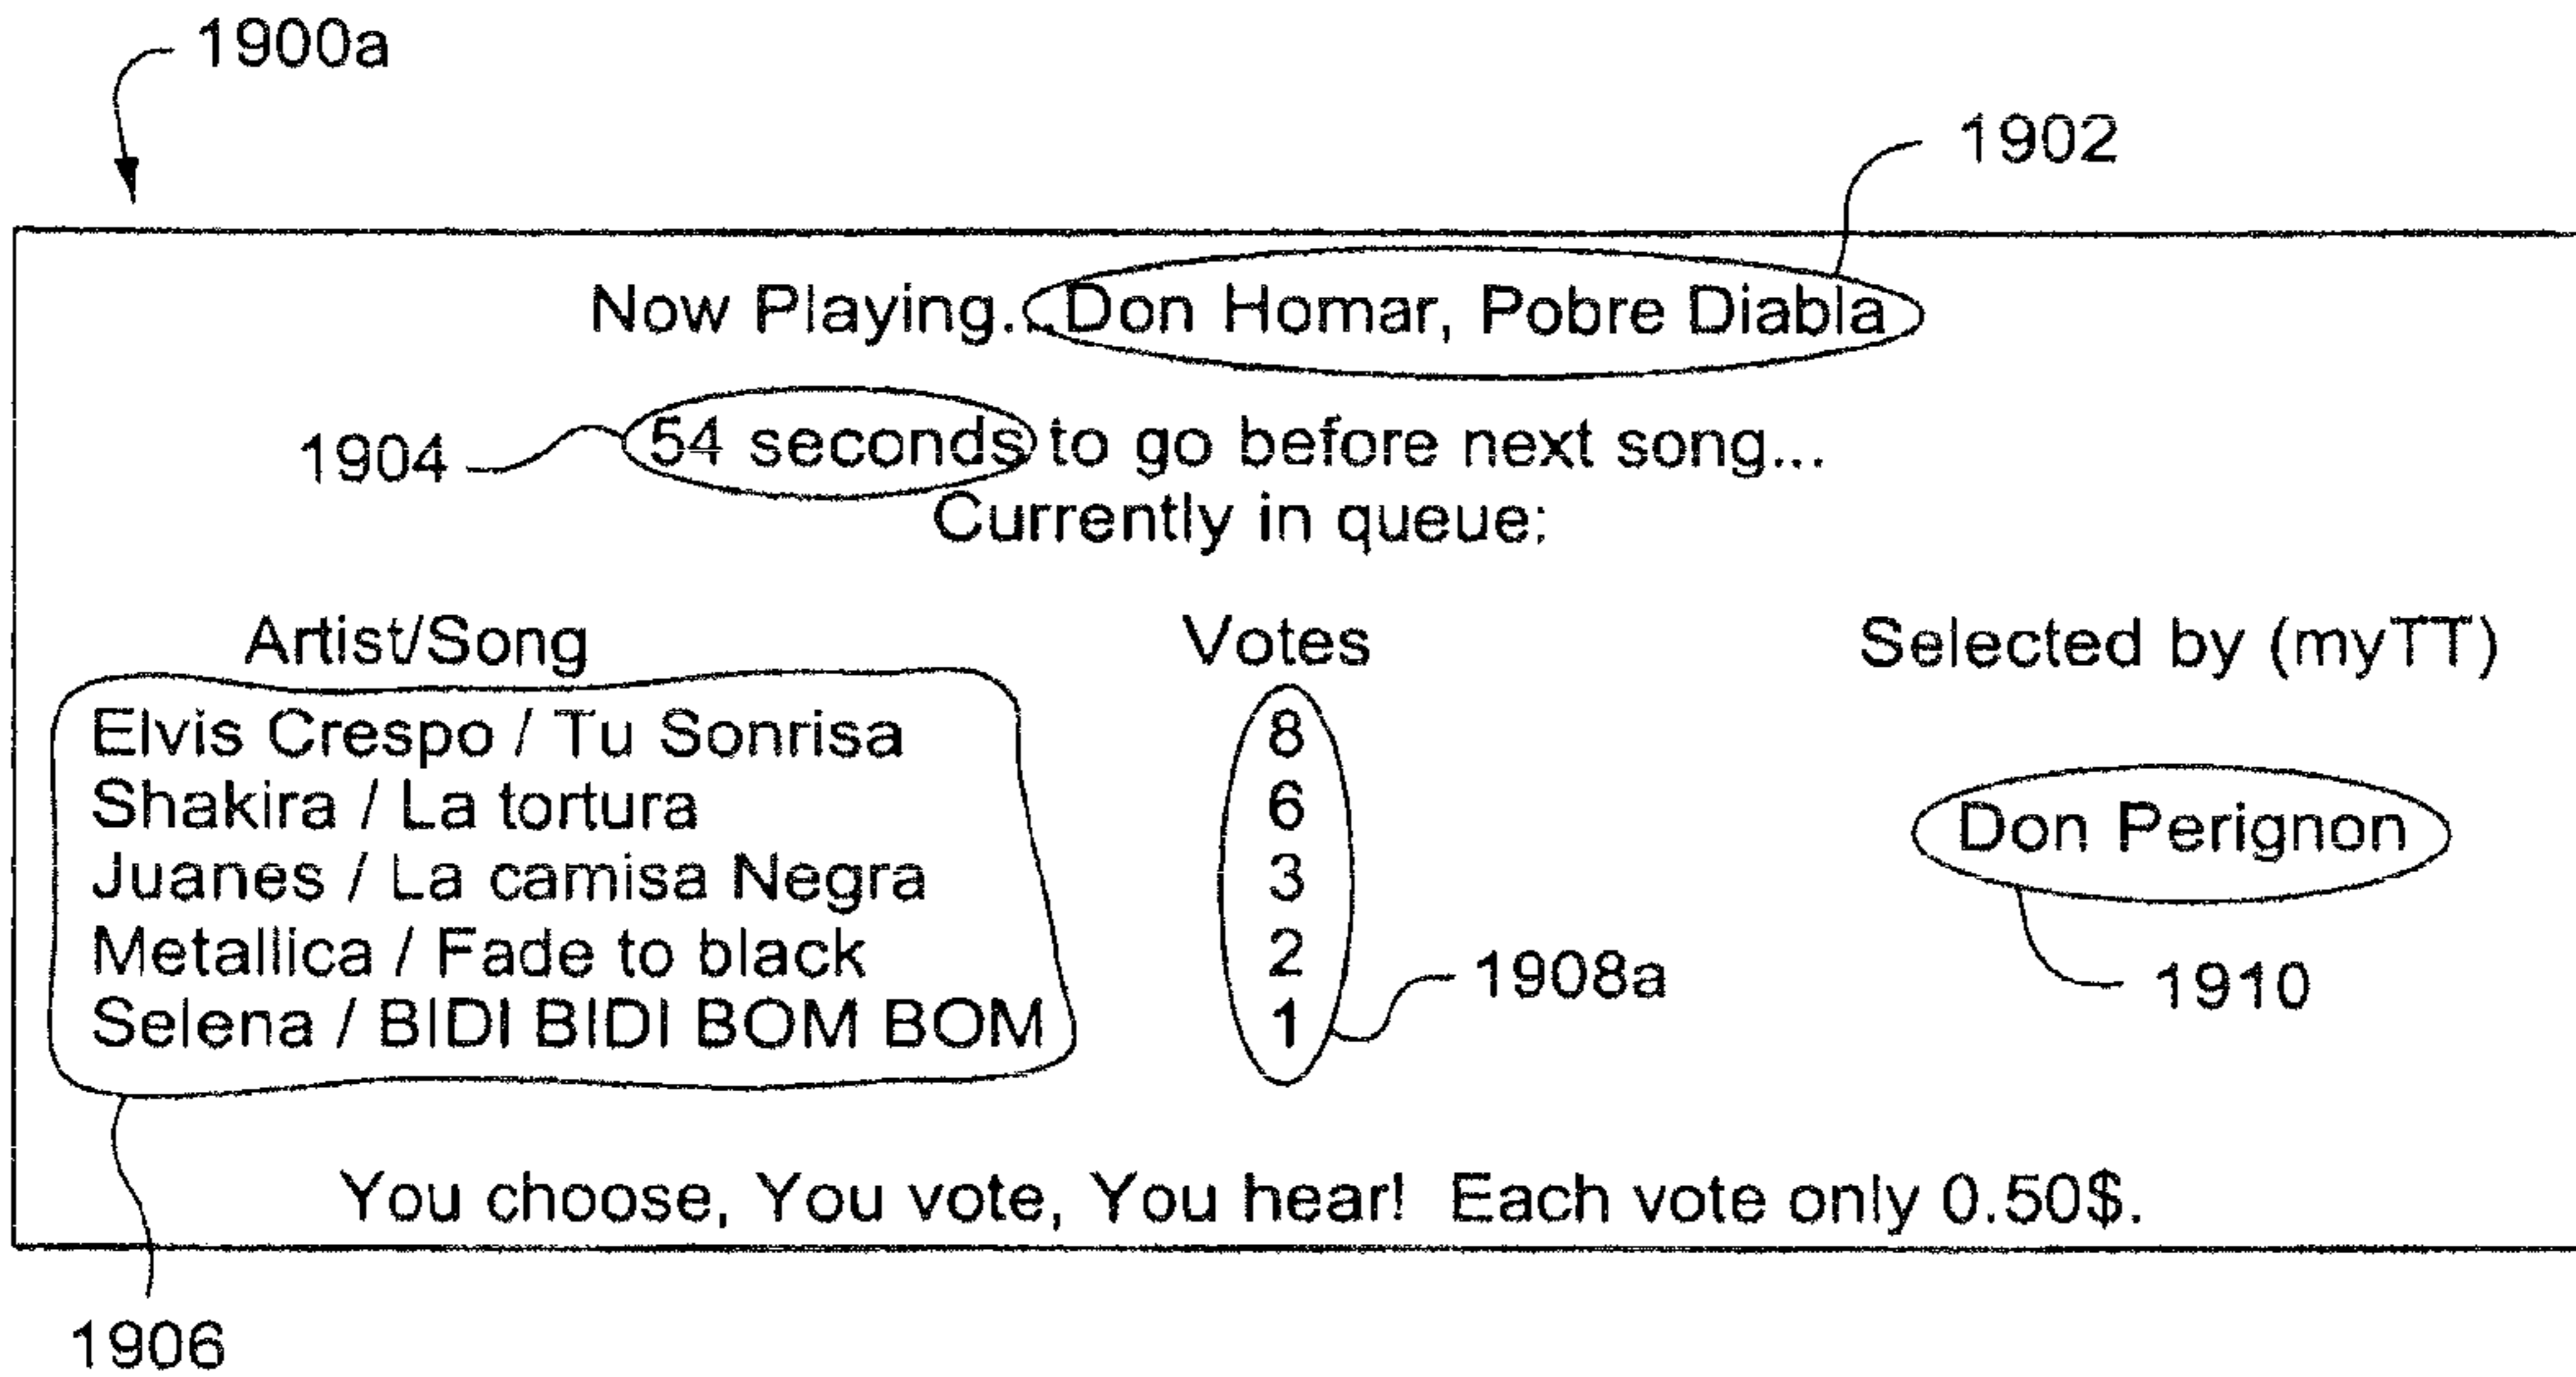 1900a
1902
Now Playing...Don Homar, Pobre Diabla
1904 54 seconds to go before next song...
Currently in queue:
Artist/Song Votes Selected by (myTT)
Elvis Crespo / Tu Sonrisa 8
Shakira / La tortura 6 Don Perignon
Juanes / La camisa Negra 3
Metallica / Fade to black 2 1908a 1910
Selena / BIDI BIDI BOM BOM 1
You choose, You vote, You hear! Each vote only 0.50$.
1906